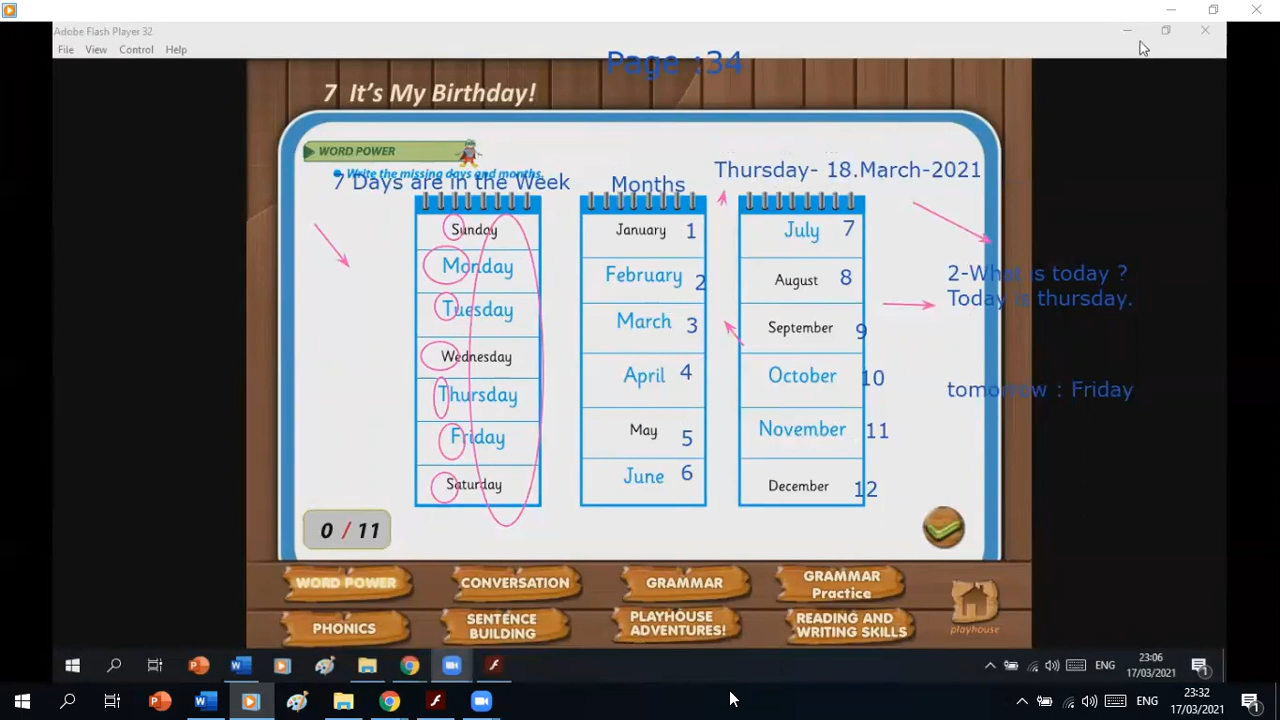 Adobe Flash Player 32
File View Control Help
Page :34
7 It's My Birthday!
WORD POWER
Write the missing days and months.
7 Days are in the Week
Months
Thursday- 18.March-2021
Sunday
Monday
Tuesday
Wednesday
Thursday
Friday
Saturday
January 1
February 2
March 3
April 4
May 5
June 6
July 7
August 8
September 9
October 10
November 11
December 12
2-What is today ?
Today is thursday.
tomorrow : Friday
0 / 11
WORD POWER
CONVERSATION
GRAMMAR
GRAMMAR
Practice
PHONICS
SENTENCE
BUILDING
PLAYHOUSE
ADVENTURES!
READING AND
WRITING SKILLS
playhouse
ENG
23:06
17/03/2021
ENG
23:32
17/03/2021